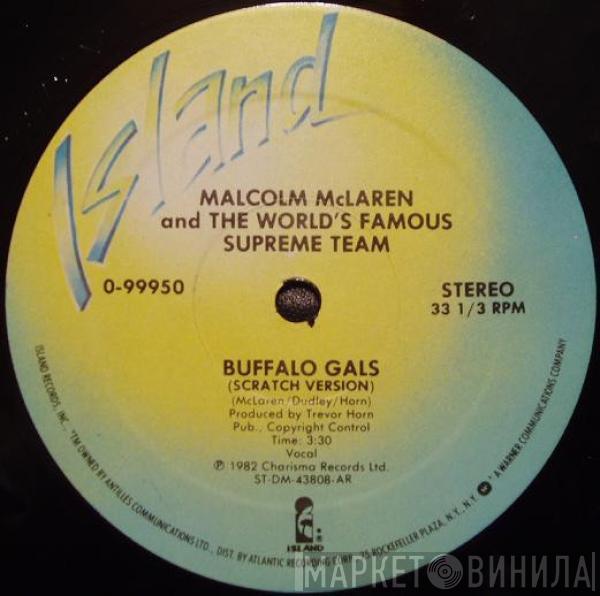 Island
MALCOLM McLAREN
and THE WORLD'S FAMOUS
SUPREME TEAM
0-99950
STEREO
33 1/3 RPM
BUFFALO GALS
(SCRATCH VERSION)
(McLaren/Dudley/Horn)
Produced by Trevor Horn
Pub., Copyright Control
Time: 3:30
Vocal
℗ 1982 Charisma Records Ltd.
ST-DM-43808-AR
ISLAND
ISLAND RECORDS, INC., *TM OWNED BY ANTILLES COMMUNICATIONS LTD., DIST. BY ATLANTIC RECORDING CORP., 75 ROCKEFELLER PLAZA, N.Y., N.Y. A WARNER COMMUNICATIONS COMPANY
МАРКЕТ ВИНИЛА